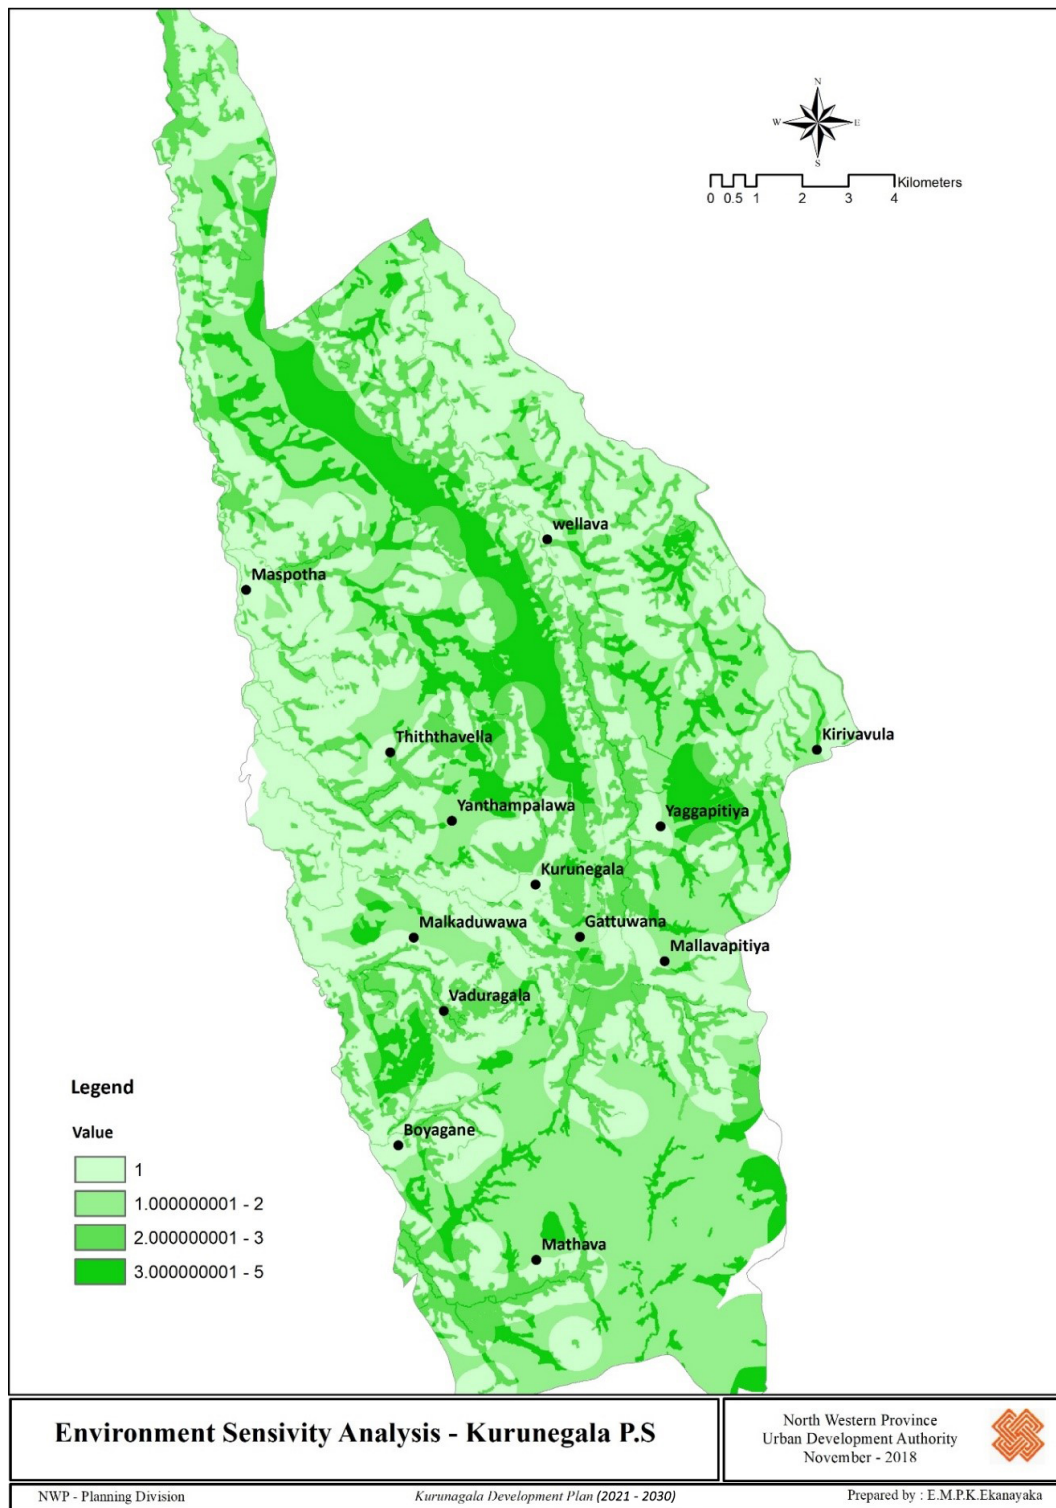 N
W E
S
Kilometers
0 0.5 1 2 3 4
wellava
Maspotha
Kirivavula
Thiththavella
Yanthampalawa
Yaggapitiya
Kurunegala
Malkaduwawa
Gattuwana
Mallavapitiya
Vaduragala
Boyagane
Mathava
Legend
Value
1
1.000000001 - 2
2.000000001 - 3
3.000000001 - 5
Environment Sensivity Analysis - Kurunegala P.S
North Western Province
Urban Development Authority
November - 2018
NWP - Planning Division
Kurunagala Development Plan (2021 - 2030)
Prepared by : E.M.P.K.Ekanayaka